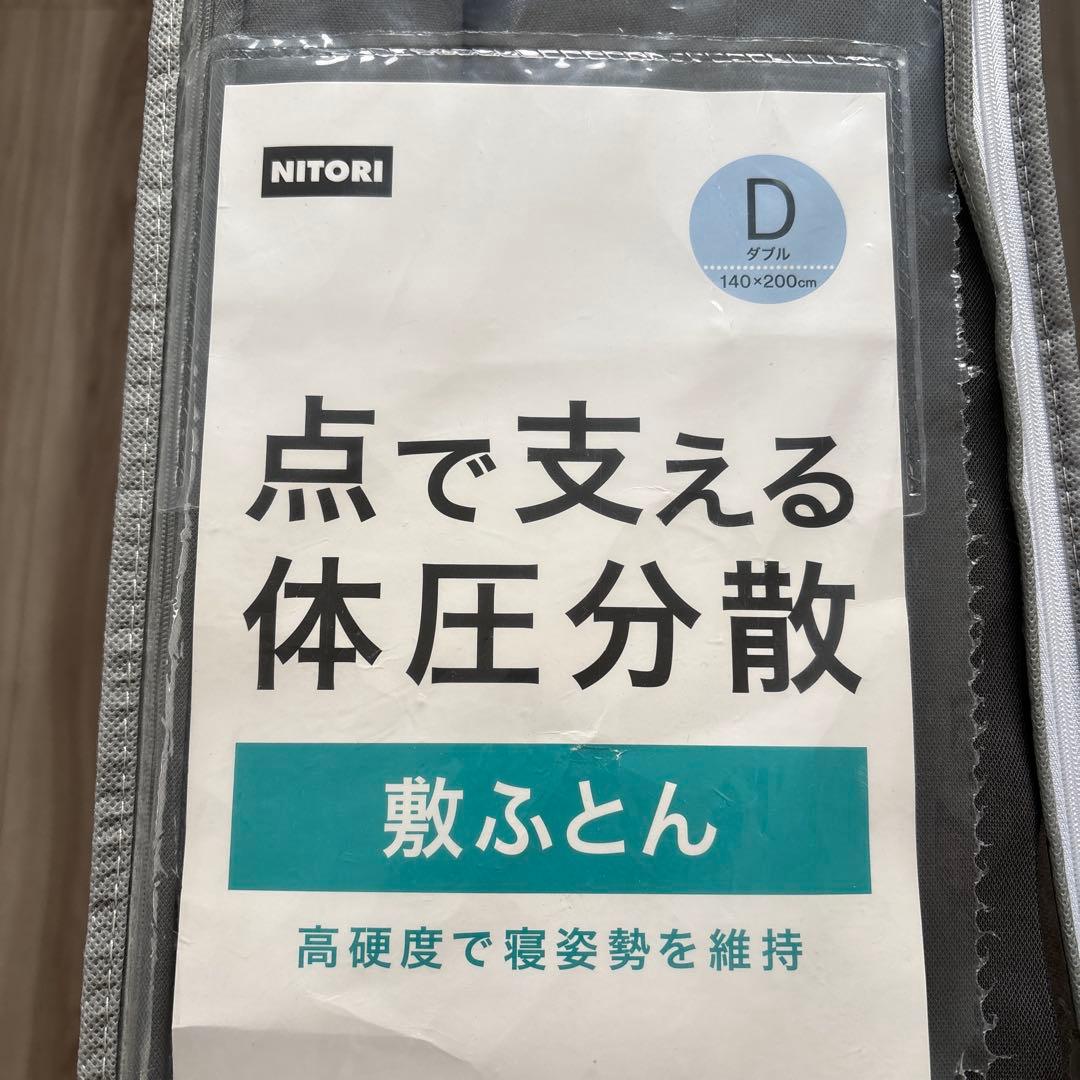 NITORI
D
ダブル
140×200cm
点で支える
体圧分散
敷ふとん
高硬度で寝姿勢を維持